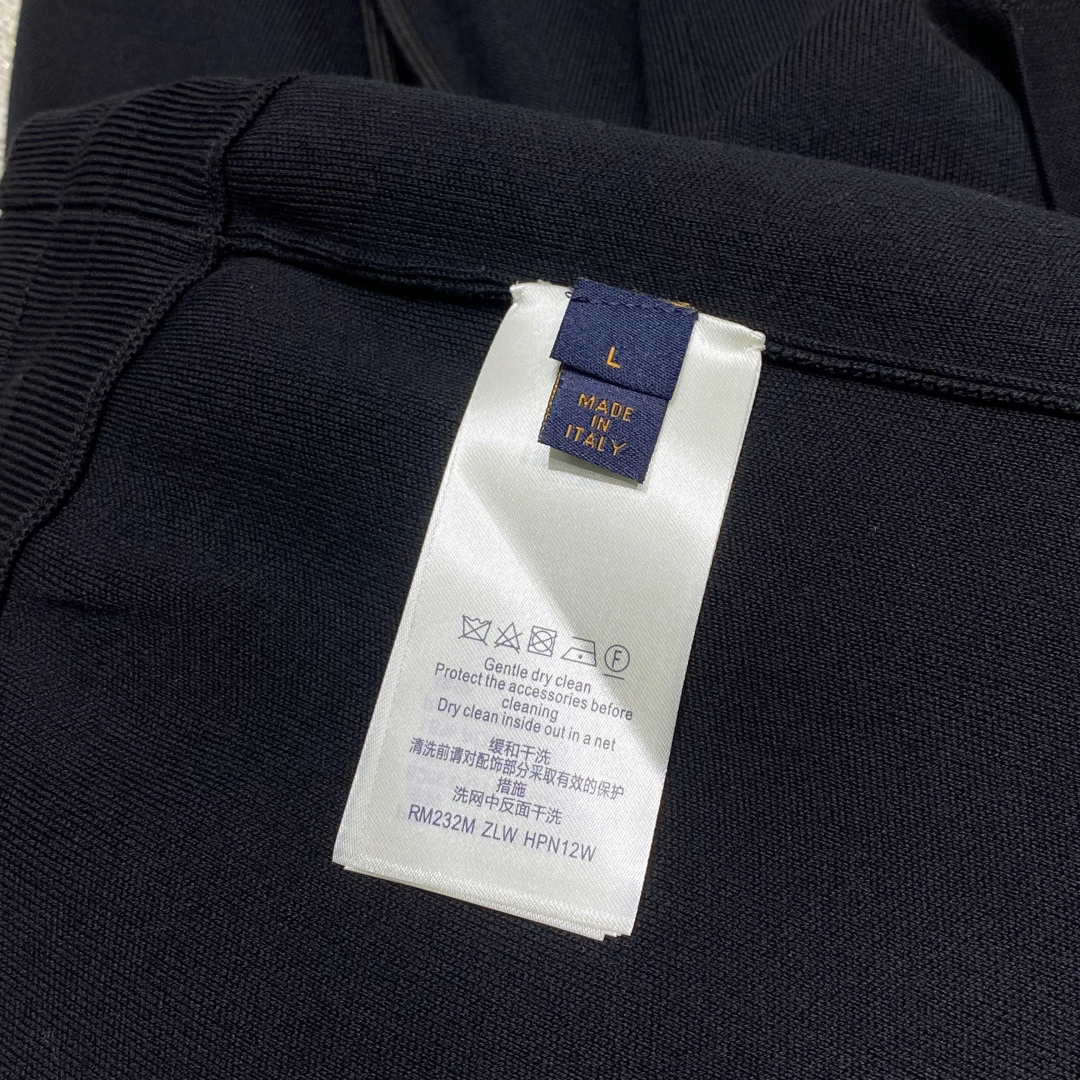 L
MADE
IN
ITALY
F
Gentle dry clean
Protect the accessories before
cleaning
Dry clean inside out in a net
缓和干洗
清洗前请对配饰部分采取有效的保护
措施
洗网中反面干洗
RM232M ZLW HPN12W